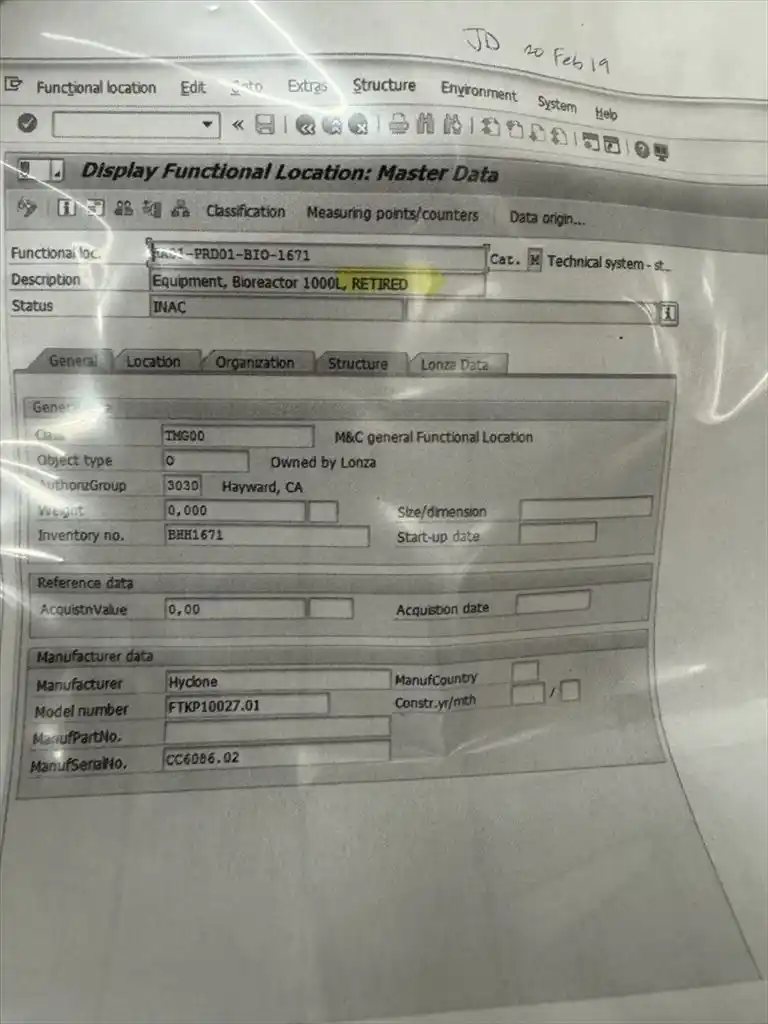 JD 20 Feb 19
Functional location Edit Goto Extras Structure Environment System Help
Display Functional Location: Master Data
Classification Measuring points/counters Data origin...
Functional loc. -PRD01-BIO-1671 Cat. M Technical system - st..
Description Equipment, Bioreactor 1000L, RETIRED
Status INAC
General Location Organization Structure Lonza Data
General
Class TMG00 M&C general Functional Location
Object type O Owned by Lonza
AuthorizGroup 3030 Hayward, CA
Weight 0,000 Size/dimension
Inventory no. BHH1671 Start-up date
Reference data
AcquistnValue 0,00 Acquistion date
Manufacturer data
Manufacturer Hyclone ManufCountry
Model number FTKP10027.01 Constr.yr/mth /
ManufPartNo.
ManufSerialNo. CC6086.02